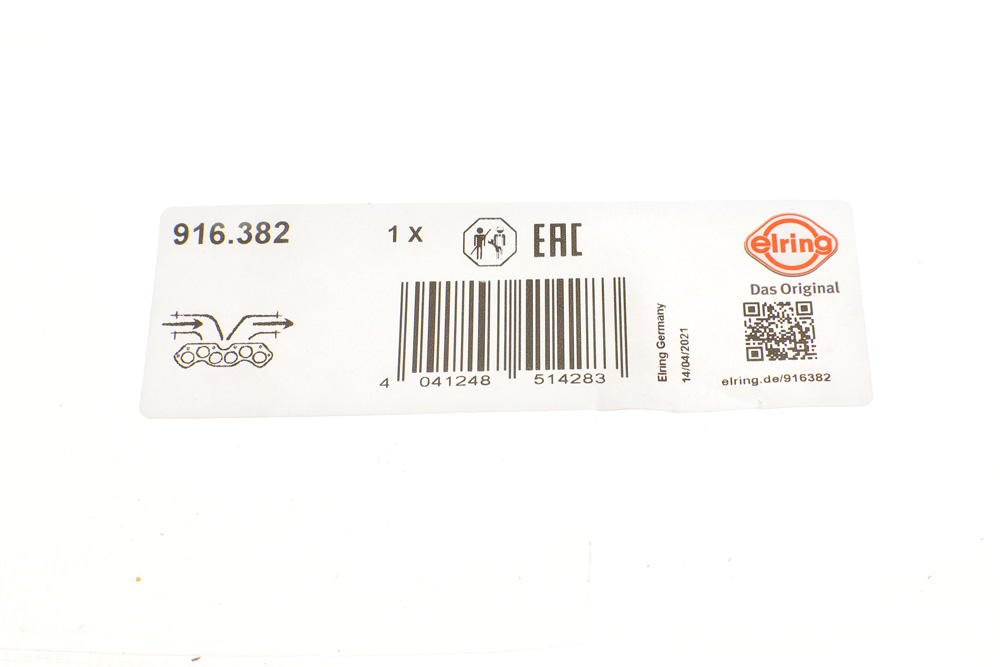 916.382
1 X
EAC
elring
Das Original
4 041248 514283
Elring Germany
14/04/2021
elring.de/916382